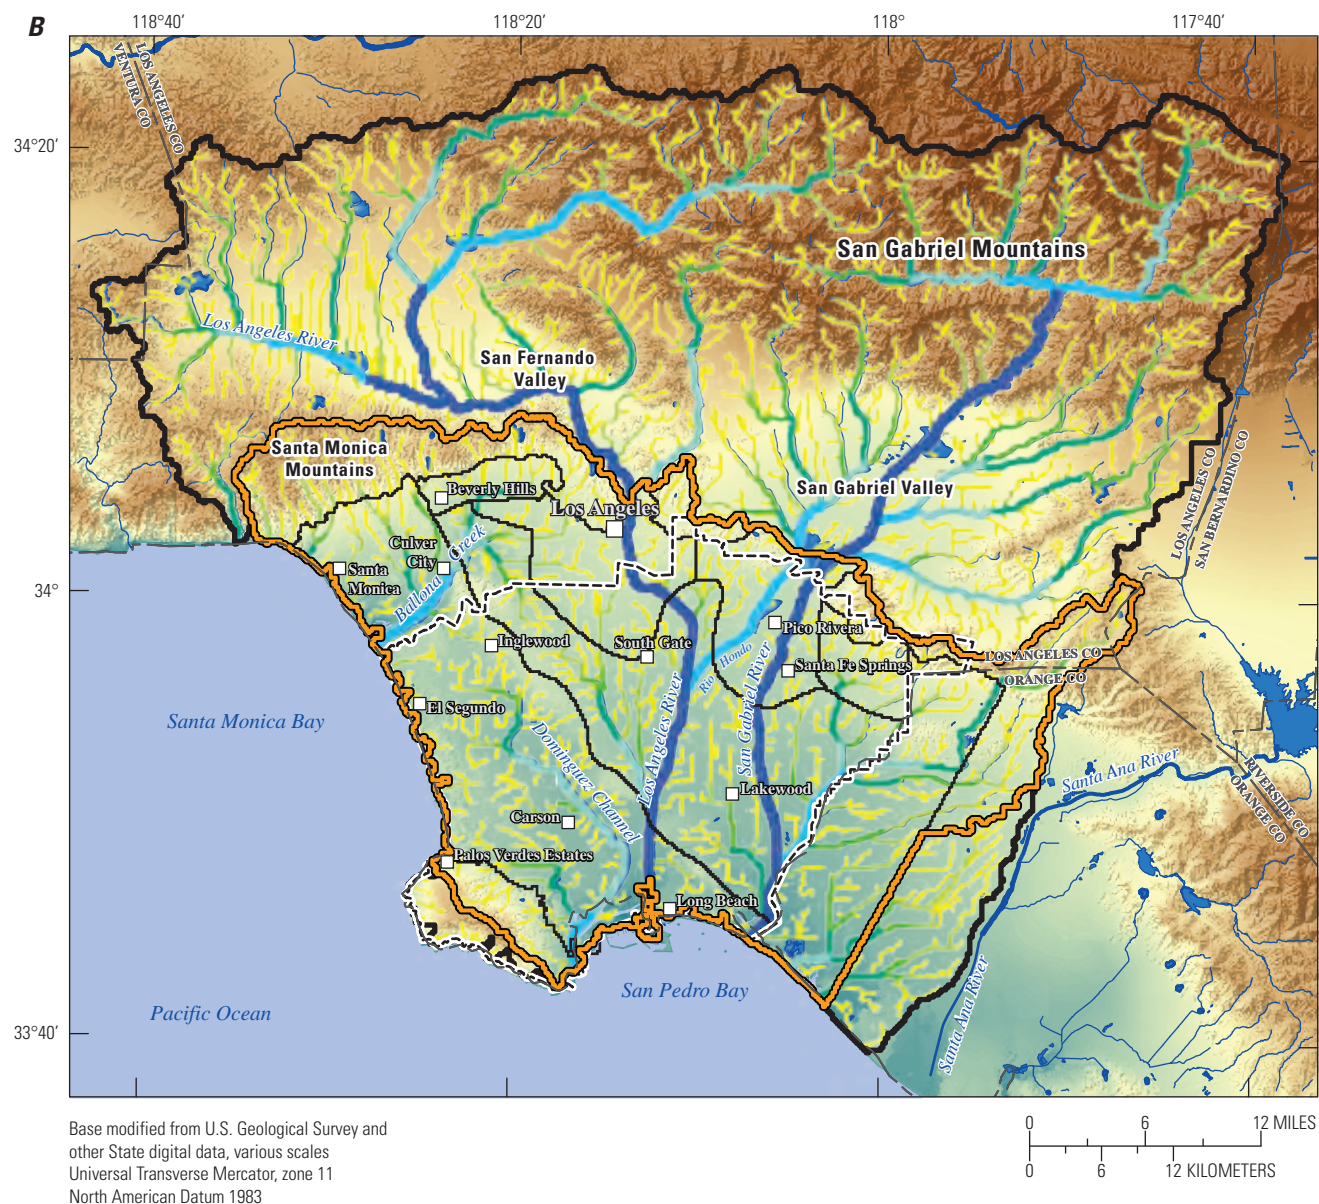 B
118°40′
118°20′
118°
117°40′
34°20′
34°
33°40′
LOS ANGELES CO
VENTURA CO
San Gabriel Mountains
Los Angeles River
San Fernando
Valley
Santa Monica
Mountains
San Gabriel Valley
LOS ANGELES CO
SAN BERNARDINO CO
Beverly Hills
Los Angeles
Culver
City
Ballona Creek
Santa
Monica
Inglewood
South Gate
Pico Rivera
Rio Hondo
Santa Fe Springs
LOS ANGELES CO
ORANGE CO
El Segundo
Santa Monica Bay
Dominguez Channel
Los Angeles River
San Gabriel River
Lakewood
Santa Ana River
RIVERSIDE CO
ORANGE CO
Carson
Palos Verdes Estates
Long Beach
San Pedro Bay
Pacific Ocean
Santa Ana River
Base modified from U.S. Geological Survey and
other State digital data, various scales
Universal Transverse Mercator, zone 11
North American Datum 1983
0 6 12 MILES
0 6 12 KILOMETERS